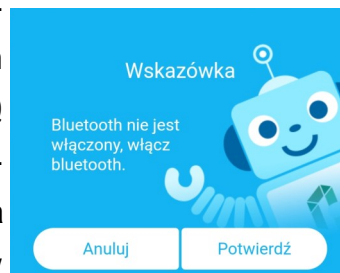 Wskazówka
Bluetooth nie jest
włączony, włącz
bluetooth.
Anuluj
Potwierdź